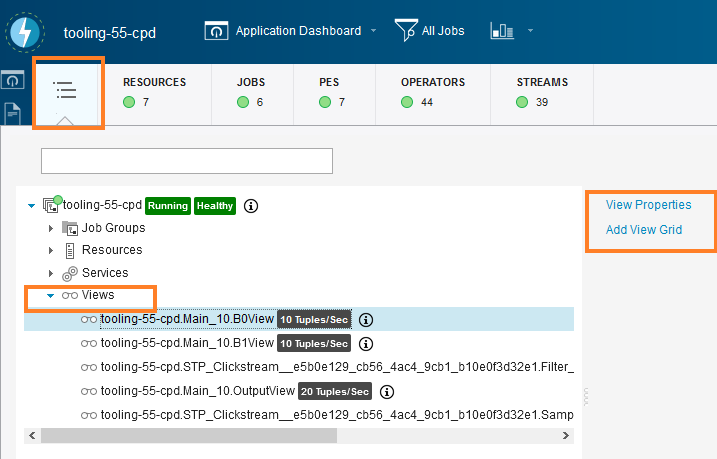 tooling-55-cpd Application Dashboard All Jobs
RESOURCES JOBS PES OPERATORS STREAMS
7 6 7 44 39
tooling-55-cpd Running Healthy
View Properties
Job Groups
Add View Grid
Resources
Services
Views
tooling-55-cpd.Main_10.B0View 10 Tuples/Sec
tooling-55-cpd.Main_10.B1View 10 Tuples/Sec
tooling-55-cpd.STP_Clickstream__e5b0e129_cb56_4ac4_9cb1_b10e0f3d32e1.Filter_
tooling-55-cpd.Main_10.OutputView 20 Tuples/Sec
tooling-55-cpd.STP_Clickstream__e5b0e129_cb56_4ac4_9cb1_b10e0f3d32e1.Samp